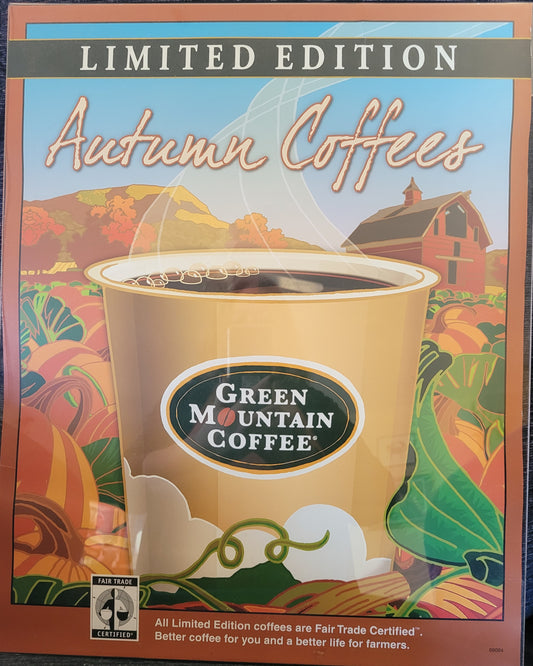 LIMITED EDITION
Autumn Coffees
GREEN
MOUNTAIN
COFFEE®
FAIR TRADE
CERTIFIED™
All Limited Edition coffees are Fair Trade Certified™.
Better coffee for you and a better life for farmers.